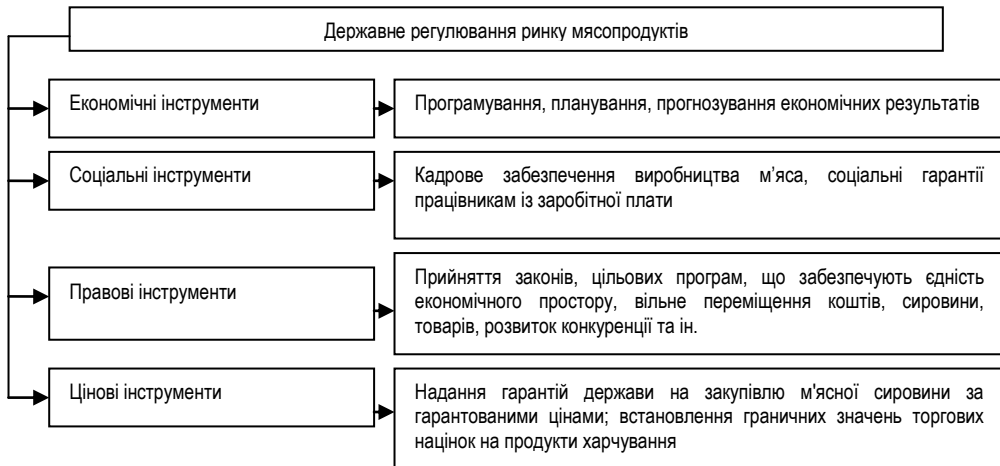 Державне регулювання ринку мясопродуктів
Економічні інструменти
Програмування, планування, прогнозування економічних результатів
Соціальні інструменти
Кадрове забезпечення виробництва м’яса, соціальні гарантії
працівникам із заробітної плати
Правові інструменти
Прийняття законів, цільових програм, що забезпечують єдність
економічного простору, вільне переміщення коштів, сировини,
товарів, розвиток конкуренції та ін.
Цінові інструменти
Надання гарантій держави на закупівлю м'ясної сировини за
гарантованими цінами; встановлення граничних значень торгових
націнок на продукти харчування